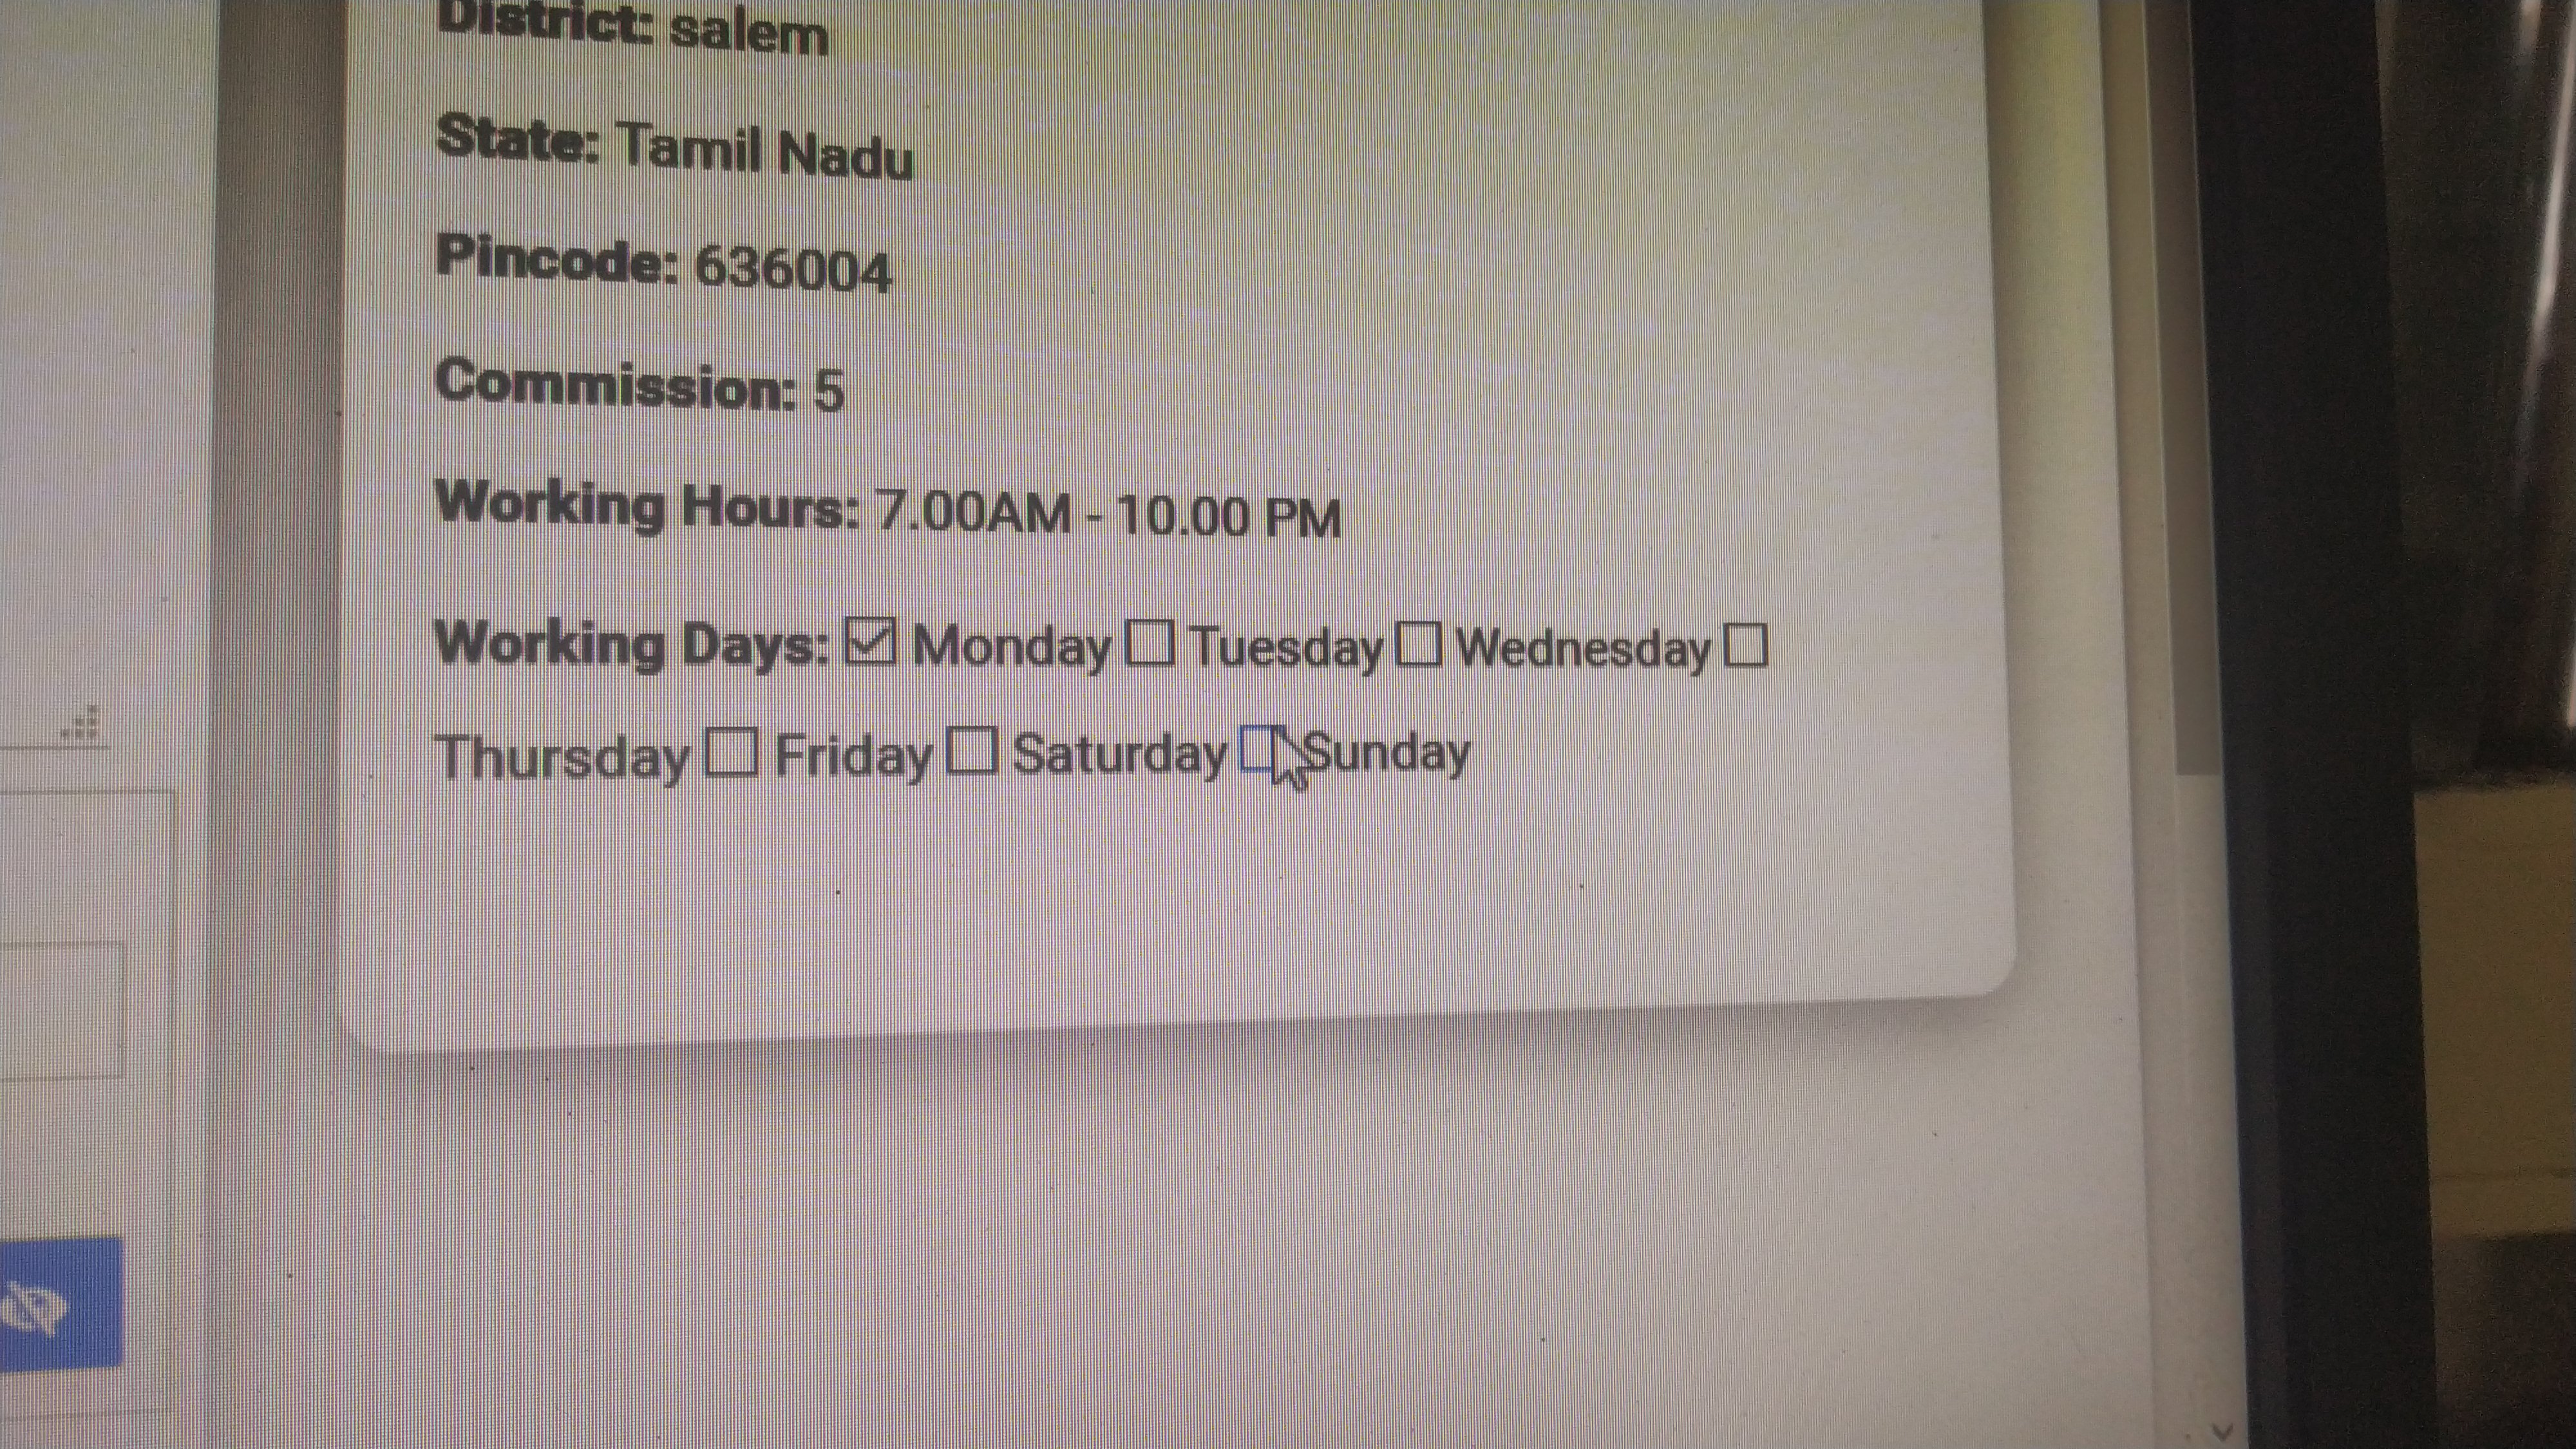 District: salem
State: Tamil Nadu
Pincode: 636004
Commission: 5
Working Hours: 7.00AM - 10.00 PM
Working Days: ☑ Monday ☐ Tuesday ☐ Wednesday ☐
Thursday ☐ Friday ☐ Saturday ☐ Sunday